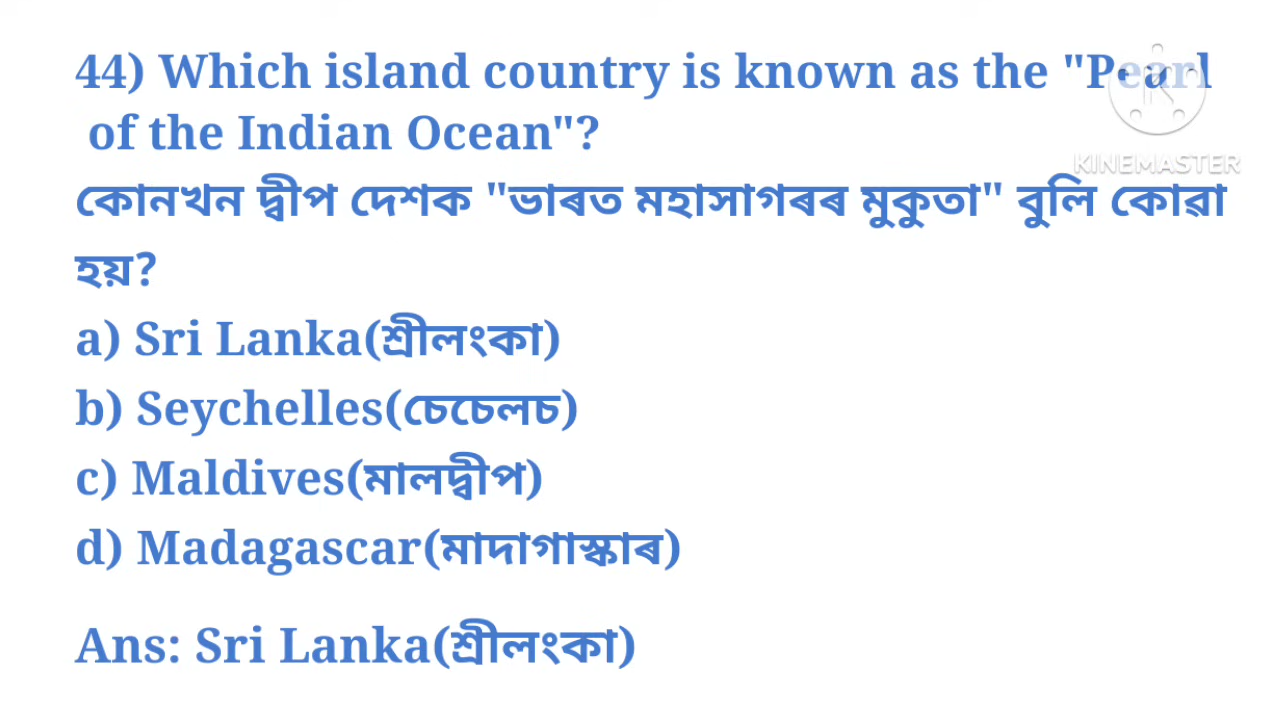 44) Which island country is known as the "Pearl
of the Indian Ocean"?
KINEMASTER
কোনখন দ্বীপ দেশক "ভাৰত মহাসাগৰৰ মুকুতা" বুলি কোৱা
হয়?
a) Sri Lanka(শ্ৰীলংকা)
b) Seychelles(চেচেলচ)
c) Maldives(মালদ্বীপ)
d) Madagascar(মাদাগাস্কাৰ)
Ans: Sri Lanka(শ্ৰীলংকা)